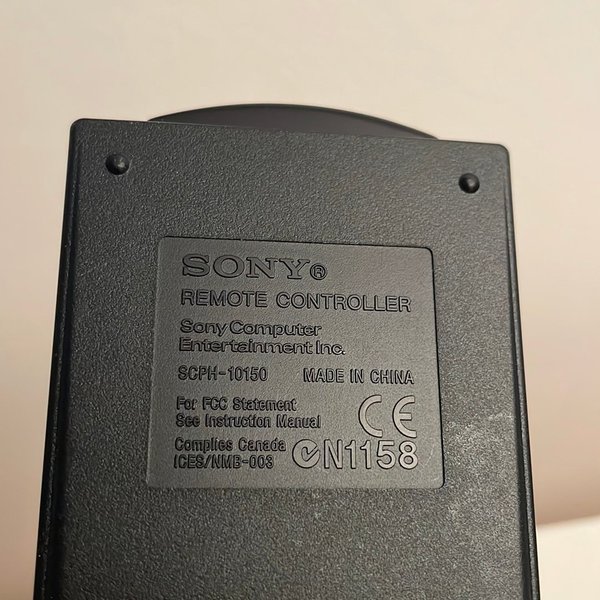 SONY®
REMOTE CONTROLLER
Sony Computer
Entertainment Inc.
SCPH-10150 MADE IN CHINA
For FCC Statement
See Instruction Manual
CE
Complies Canada
ICES/NMB-003
N1158